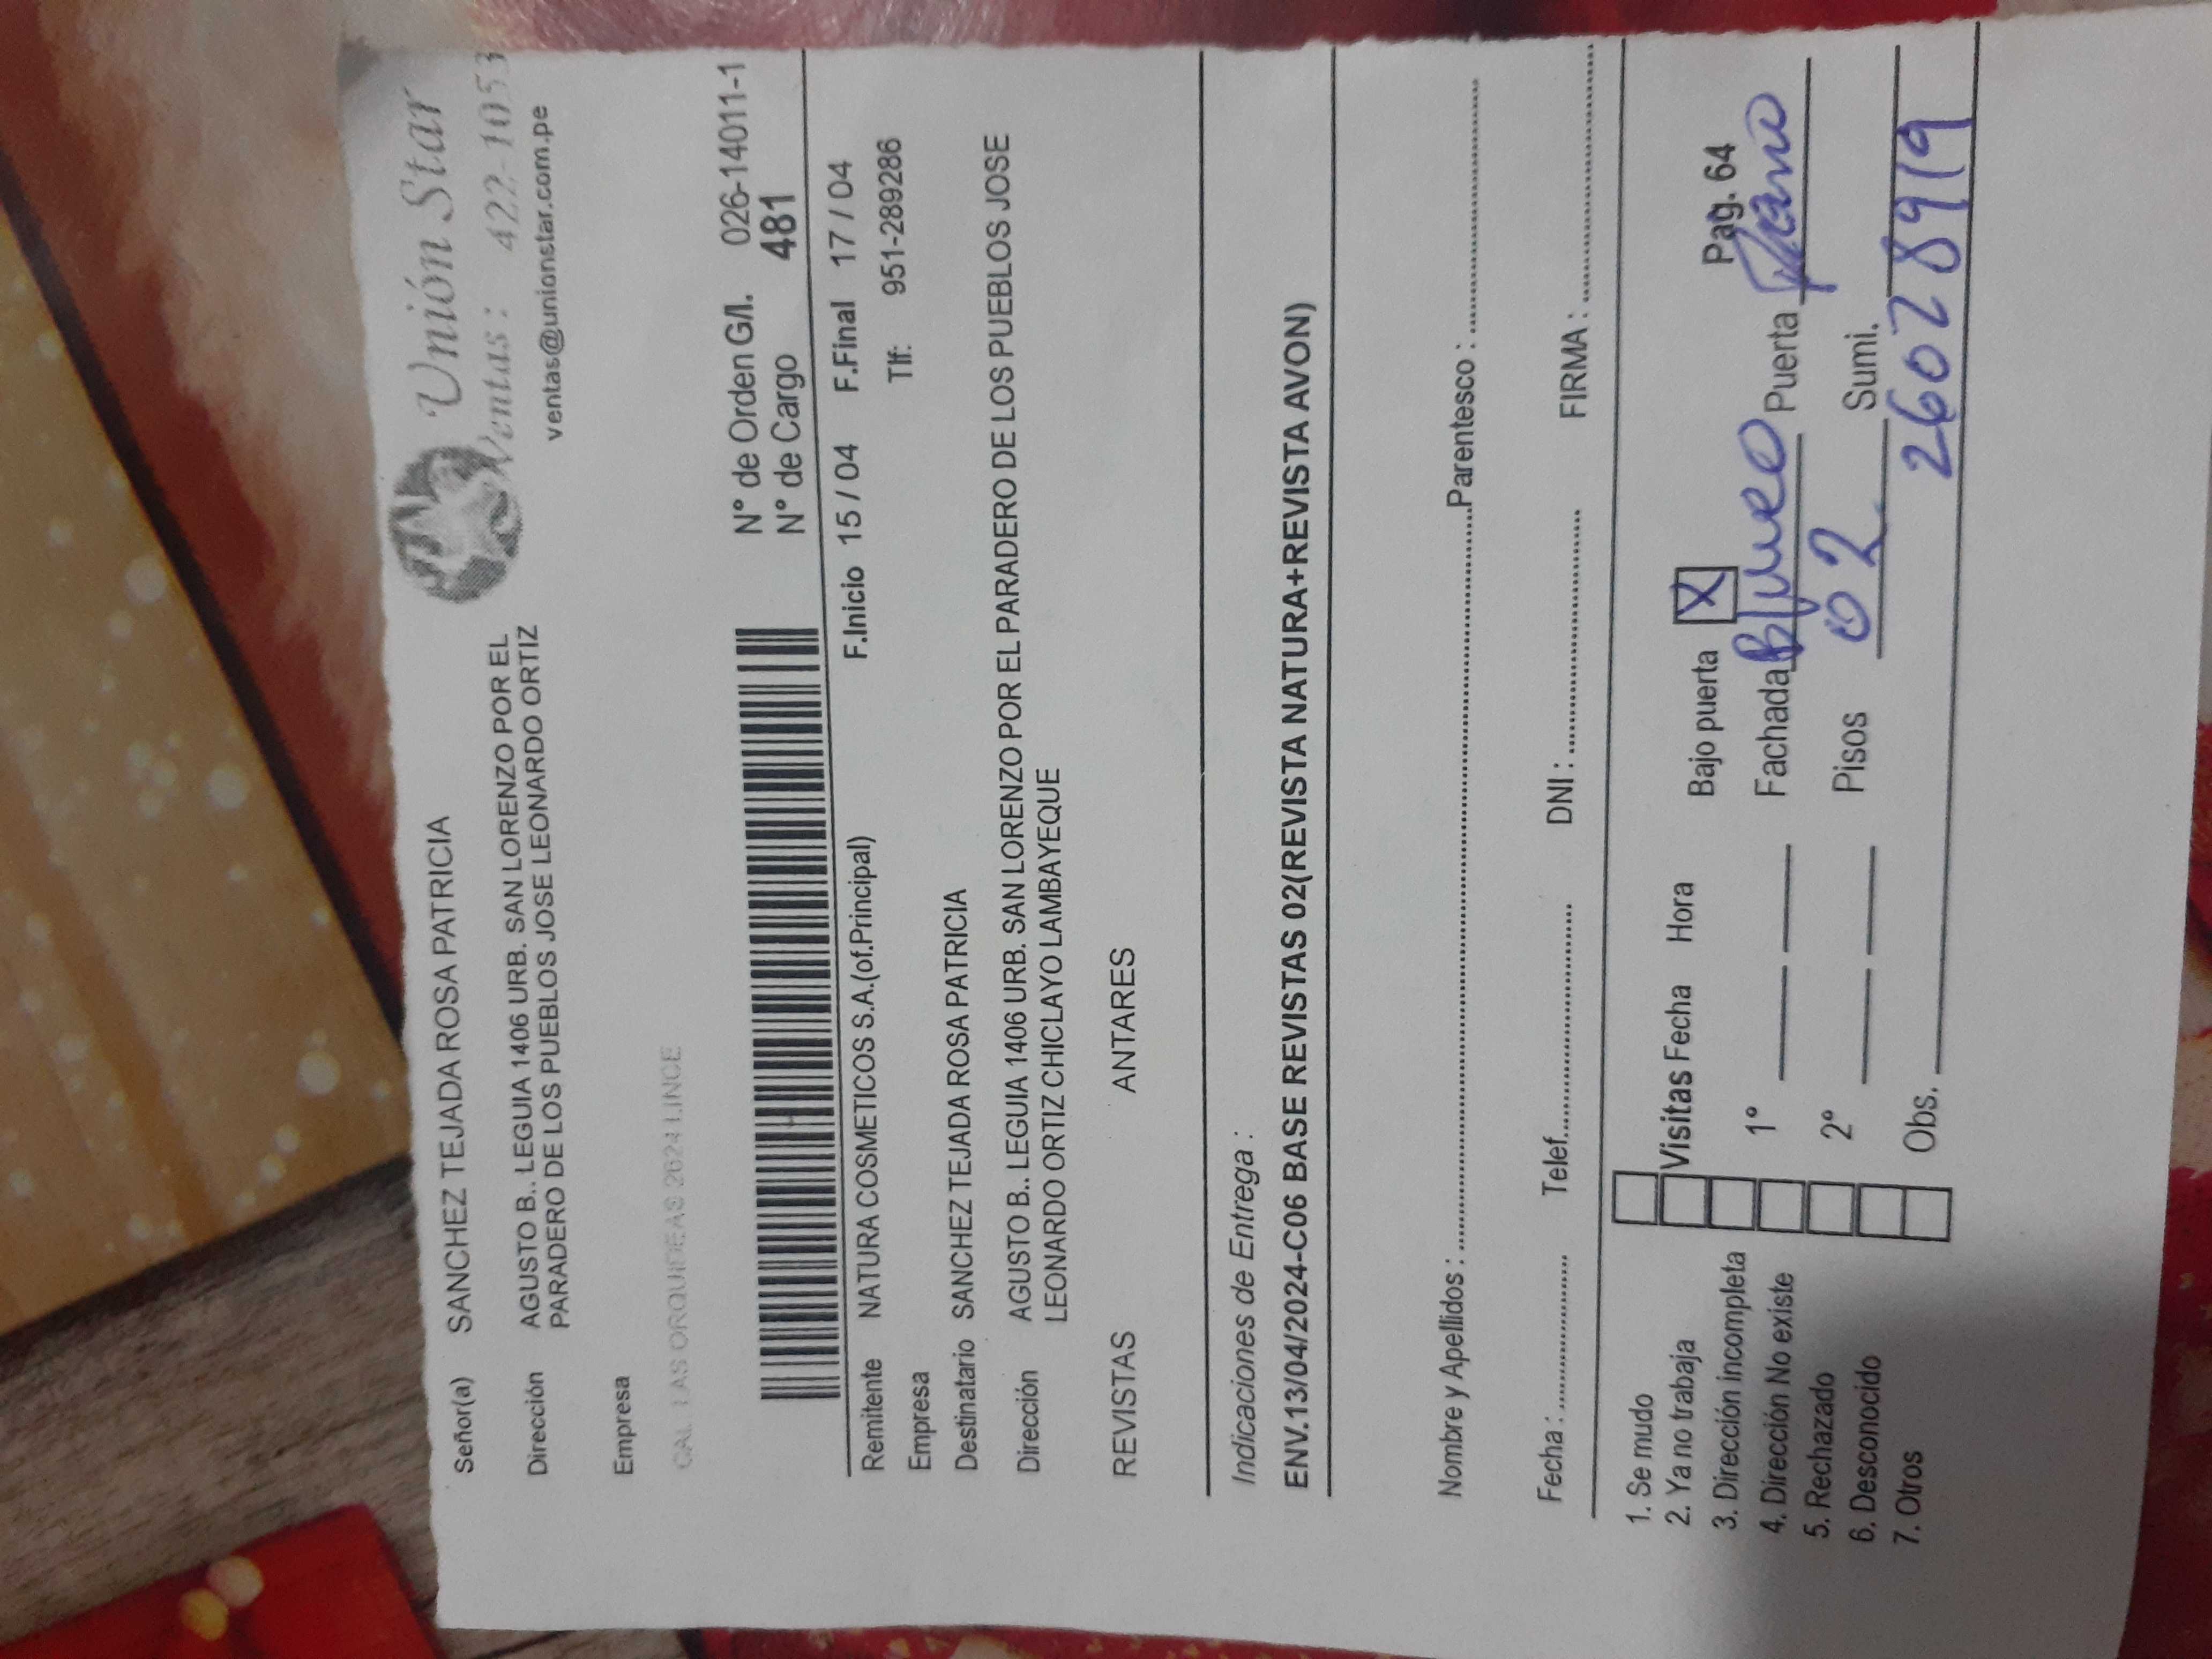 Unión Star
Ventas: 422-1053
ventas@unionstar.com.pe
Señor(a) SANCHEZ TEJADA ROSA PATRICIA
Dirección AGUSTO B.. LEGUIA 1406 URB. SAN LORENZO POR EL
PARADERO DE LOS PUEBLOS JOSE LEONARDO ORTIZ
Empresa
CAL. LAS ORQUIDEAS 2624 LINCE
N° de Orden G/I. 026-14011-1
N° de Cargo 481
F.Inicio 15 / 04 F.Final 17 / 04
Remitente NATURA COSMETICOS S.A.(of.Principal)
Tlf: 951-289286
Empresa
Destinatario SANCHEZ TEJADA ROSA PATRICIA
Dirección AGUSTO B.. LEGUIA 1406 URB. SAN LORENZO POR EL PARADERO DE LOS PUEBLOS JOSE
LEONARDO ORTIZ CHICLAYO LAMBAYEQUE
REVISTAS ANTARES
Indicaciones de Entrega :
ENV.13/04/2024-C06 BASE REVISTAS 02(REVISTA NATURA+REVISTA AVON)
Nombre y Apellidos : Parentesco :
Fecha : Telef. DNI : FIRMA :
1. Se mudo
2. Ya no trabaja Visitas Fecha Hora Bajo puerta X Pag. 64
3. Dirección incompleta
4. Dirección No existe 1° Fachada Puerta
5. Rechazado
6. Desconocido 2° Pisos 02 Sumi.
7. Otros Obs. 26028919